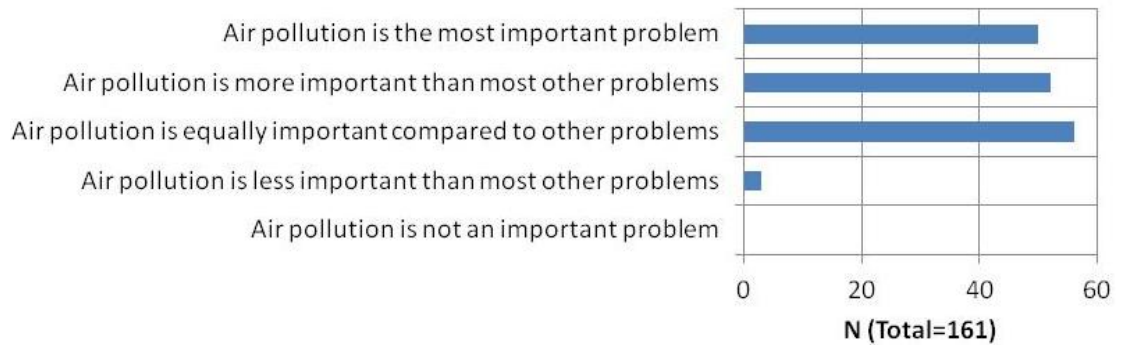 Air pollution is the most important problem
Air pollution is more important than most other problems
Air pollution is equally important compared to other problems
Air pollution is less important than most other problems
Air pollution is not an important problem
0 20 40 60
N (Total=161)